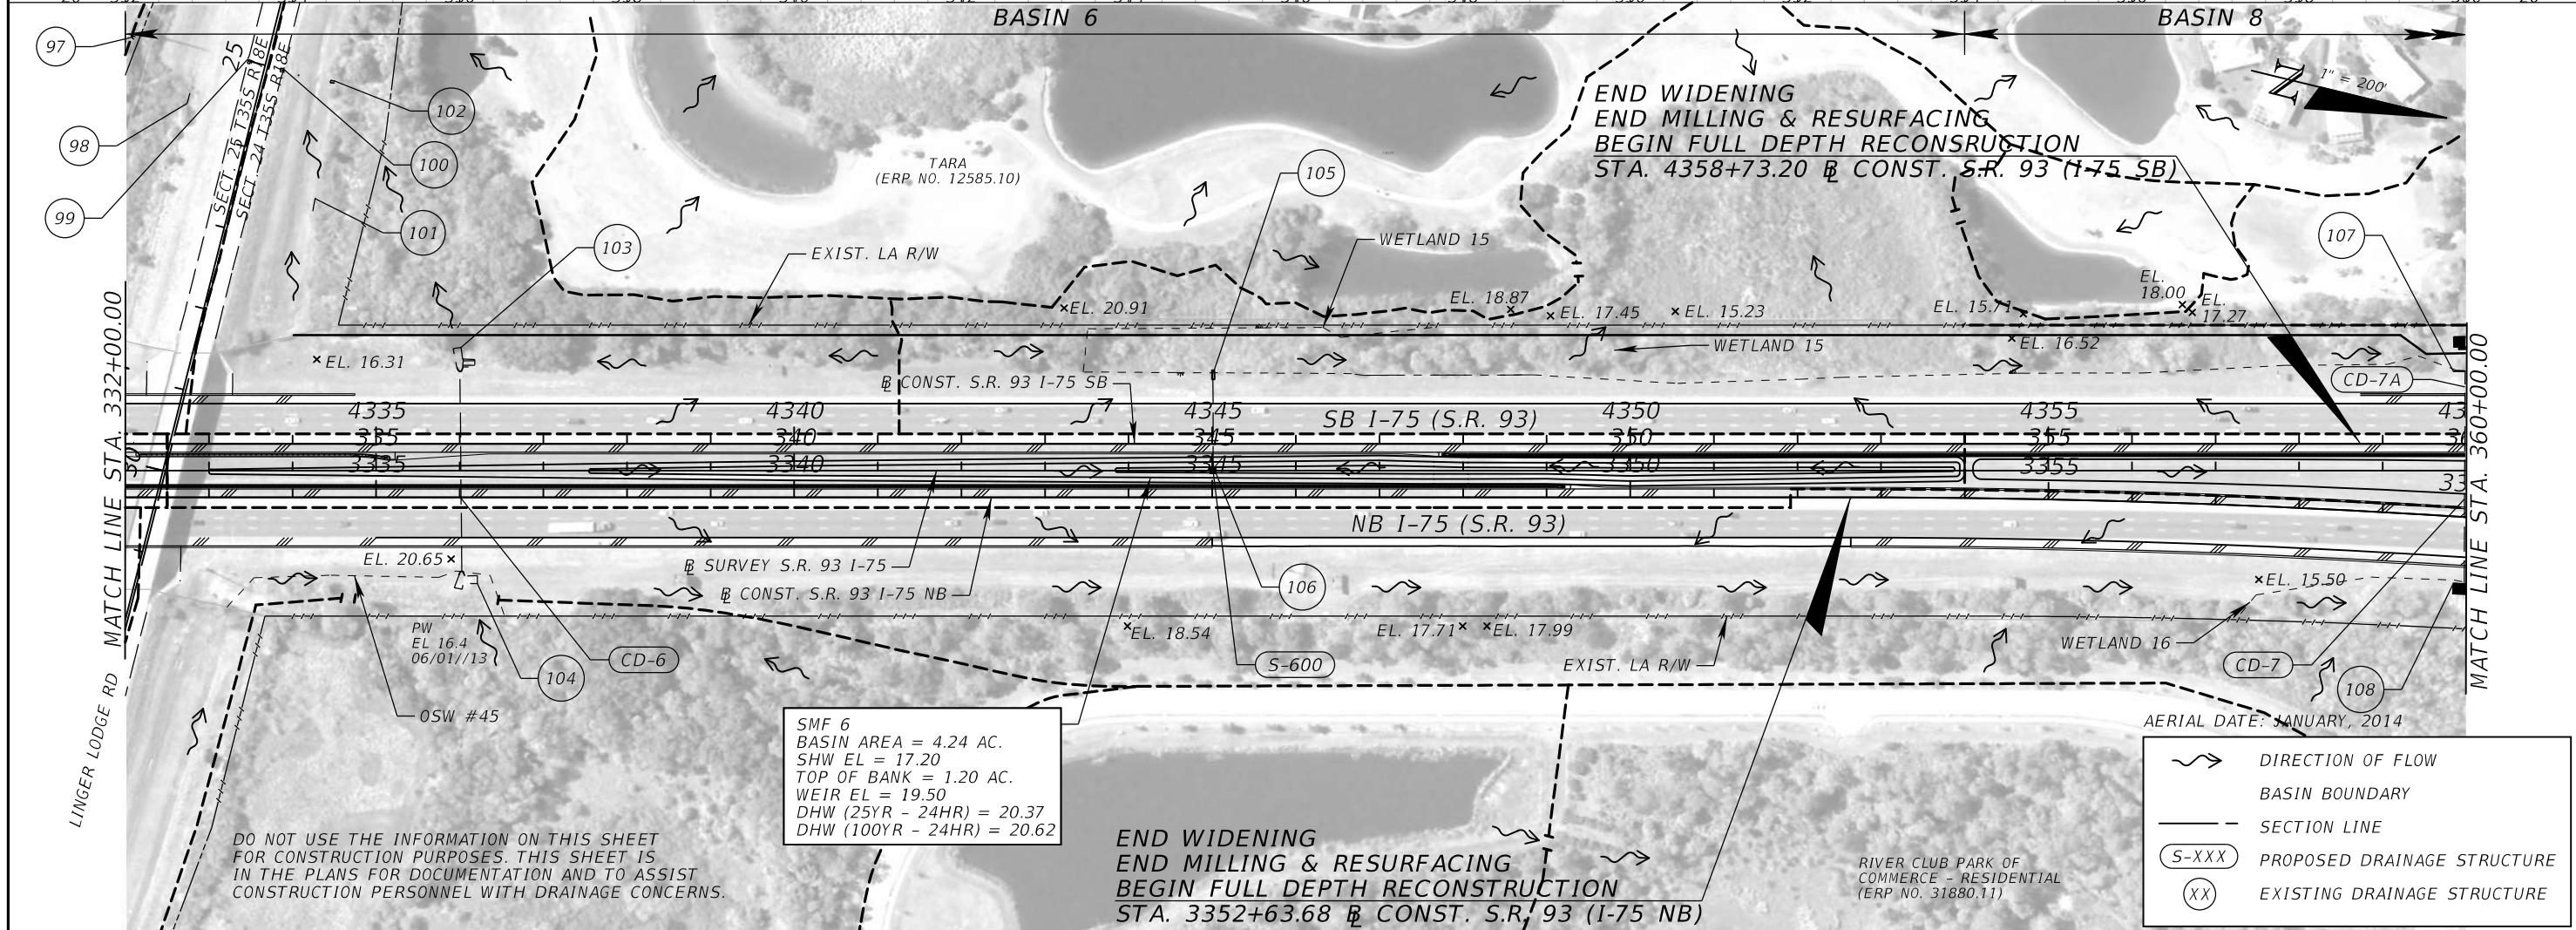 BASIN 6
BASIN 8
97
98
99
25
SECT. 25 T35S R18E
SECT. 24 T35S R18E
102
100
101
103
TARA
(ERP NO. 12585.10)
105
END WIDENING
END MILLING & RESURFACING
BEGIN FULL DEPTH RECONSRUCTION
STA. 4358+73.20 ℄ CONST. S.R. 93 (I-75 SB)
N
1" = 200'
107
EXIST. LA R/W
WETLAND 15
EL. 20.91
EL. 18.87
EL. 17.45
EL. 15.23
EL. 15.71
EL.
18.00
EL.
17.27
EL. 16.31
WETLAND 15
EL. 16.52
CD-7A
MATCH LINE STA. 332+00.00
MATCH LINE STA. 360+00.00
B CONST. S.R. 93 I-75 SB
4335
4340
4345
SB I-75 (S.R. 93)
4350
4355
43
335
340
345
350
355
30
3335
3340
3345
3350
3355
33
NB I-75 (S.R. 93)
EL. 20.65
B SURVEY S.R. 93 I-75
B CONST. S.R. 93 I-75 NB
106
EL. 15.50
PW
EL 16.4
06/01//13
EL. 18.54
EL. 17.71
EL. 17.99
104
CD-6
S-600
EXIST. LA R/W
WETLAND 16
CD-7
108
OSW #45
LINGER LODGE RD
SMF 6
BASIN AREA = 4.24 AC.
SHW EL = 17.20
TOP OF BANK = 1.20 AC.
WEIR EL = 19.50
DHW (25YR - 24HR) = 20.37
DHW (100YR - 24HR) = 20.62
AERIAL DATE: JANUARY, 2014
DIRECTION OF FLOW
BASIN BOUNDARY
SECTION LINE
S-XXX PROPOSED DRAINAGE STRUCTURE
XX EXISTING DRAINAGE STRUCTURE
DO NOT USE THE INFORMATION ON THIS SHEET
FOR CONSTRUCTION PURPOSES. THIS SHEET IS
IN THE PLANS FOR DOCUMENTATION AND TO ASSIST
CONSTRUCTION PERSONNEL WITH DRAINAGE CONCERNS.
END WIDENING
END MILLING & RESURFACING
BEGIN FULL DEPTH RECONSTRUCTION
STA. 3352+63.68 B CONST. S.R. 93 (I-75 NB)
RIVER CLUB PARK OF
COMMERCE - RESIDENTIAL
(ERP NO. 31880.11)